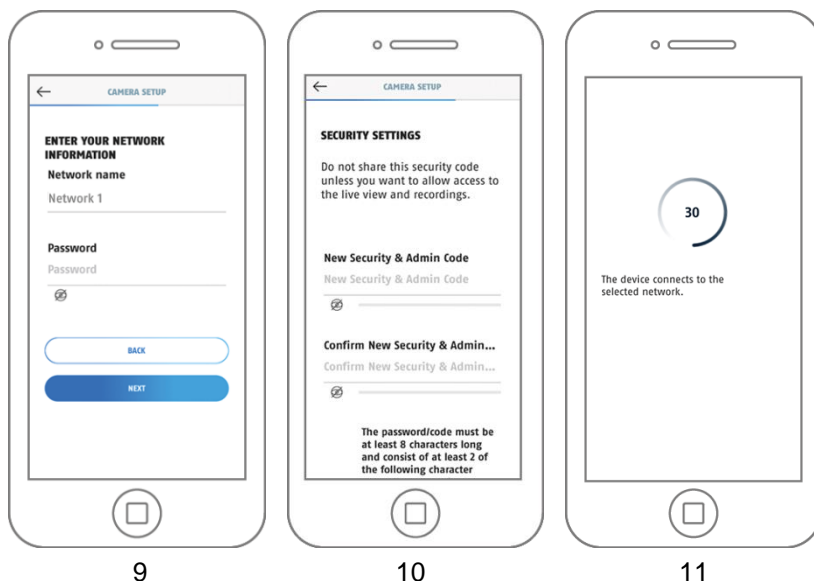 CAMERA SETUP
ENTER YOUR NETWORK
INFORMATION
Network name
Network 1
Password
Password
BACK
NEXT
9
CAMERA SETUP
SECURITY SETTINGS
Do not share this security code
unless you want to allow access to
the live view and recordings.
New Security & Admin Code
New Security & Admin Code
Confirm New Security & Admin...
Confirm New Security & Admin...
The password/code must be
at least 8 characters long
and consist of at least 2 of
the following character
10
30
The device connects to the
selected network.
11